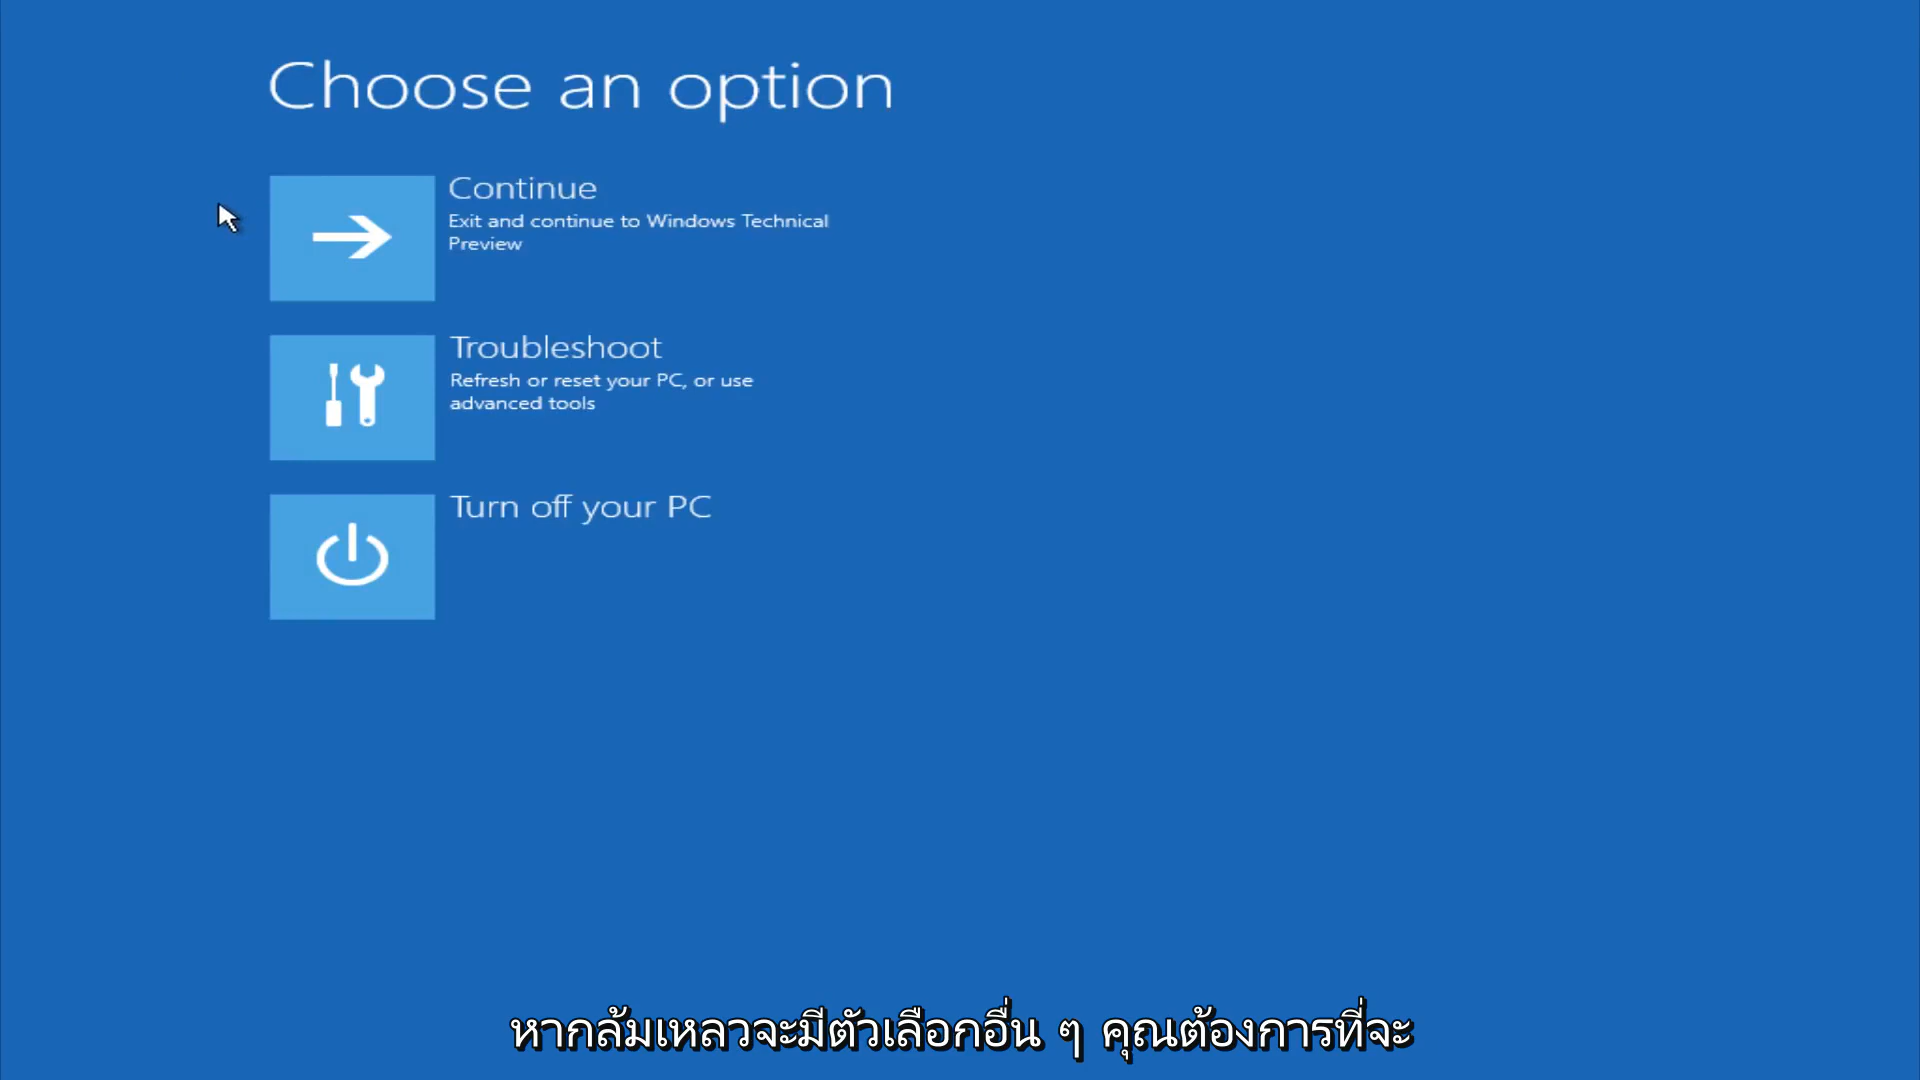 Choose an option
Continue
Exit and continue to Windows Technical
Preview
Troubleshoot
Refresh or reset your PC, or use
advanced tools
Turn off your PC
หากล้มเหลวจะมีตัวเลือกอื่น ๆ คุณต้องการที่จะ